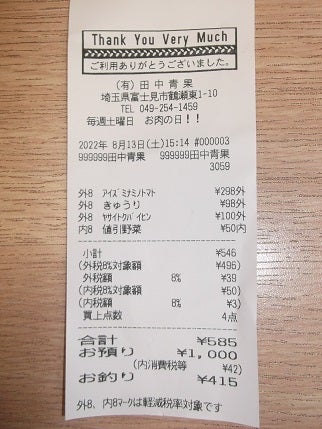 Thank You Very Much
ご利用ありがとうございました。
(有) 田中青果
埼玉県富士見市鶴瀬東1-10
TEL 049-254-1459
毎週土曜日 お肉の日!!
2022年 8月13日(土)15:14 #000003
999999田中青果 999999田中青果
3059
外8 アイズミナミノトマト ¥298外
外8 きゅうり ¥98外
外8 ヤサイトクバイヒン ¥100外
内8 値引野菜 ¥50内
小計 ¥546
(外税8%対象額 ¥496)
外税額 8% ¥39
(内税8%対象額 ¥50)
(内税額 8% ¥3)
買上点数 4点
合計 ¥585
お預り ¥1,000
(内消費税等 ¥42)
お釣り ¥415
外8、内8マークは軽減税率対象です